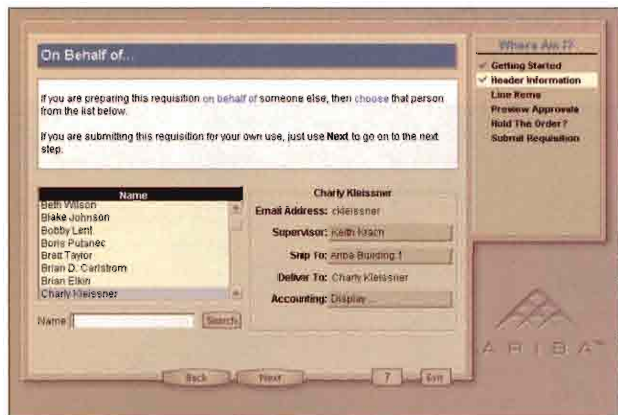 On Behalf of...
If you are preparing this requisition on behalf of someone else, then choose that person
from the list below.
If you are submitting this requisition for your own use, just use Next to go on to the next
step.
Name
Beth Wilson
Blake Johnson
Bobby Lent
Boris Putanec
Brett Taylor
Brian D. Carlstrom
Brian Elkin
Charly Kleissner
Name
Search
Charly Kleissner
Email Address: ckleissner
Supervisor: Keith Krach
Ship To: Ariba Building 1
Deliver To: Charly Kleissner
Accounting: Display ...
Back
Next
?
Exit
Where Am I?
Getting Started
Header Information
Line Items
Preview Approvals
Hold The Order?
Submit Requisition
ARIBA™